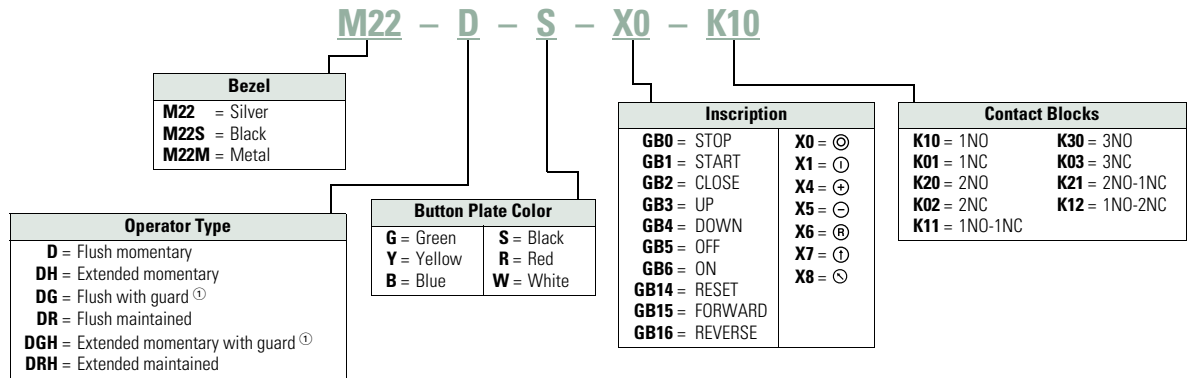 M22 – D – S – X0 – K10
Bezel
M22 = Silver
M22S = Black
M22M = Metal
Operator Type
D = Flush momentary
DH = Extended momentary
DG = Flush with guard ①
DR = Flush maintained
DGH = Extended momentary with guard ①
DRH = Extended maintained
Button Plate Color
G = Green
Y = Yellow
B = Blue
S = Black
R = Red
W = White
Inscription
GB0 = STOP
GB1 = START
GB2 = CLOSE
GB3 = UP
GB4 = DOWN
GB5 = OFF
GB6 = ON
GB14 = RESET
GB15 = FORWARD
GB16 = REVERSE
X0 = ◎
X1 = Ⓘ
X4 = ⊕
X5 = ⊖
X6 = Ⓡ
X7 = ⦶
X8 = ⦸
Contact Blocks
K10 = 1NO
K01 = 1NC
K20 = 2NO
K02 = 2NC
K11 = 1NO-1NC
K30 = 3NO
K03 = 3NC
K21 = 2NO-1NC
K12 = 1NO-2NC